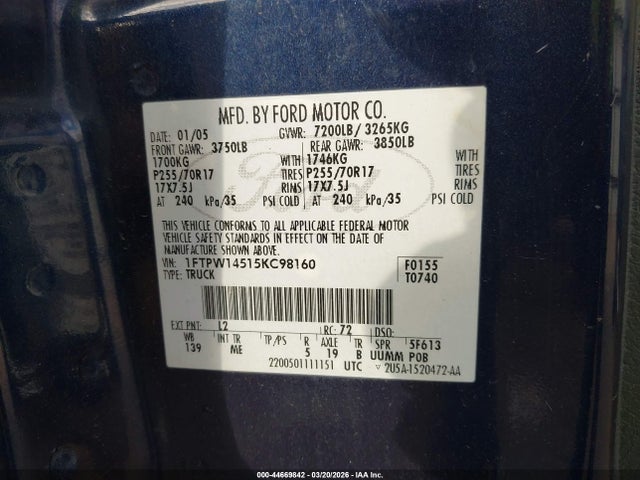 MFD. BY FORD MOTOR CO.
DATE: 01/05 GVWR: 7200LB/ 3265KG
FRONT GAWR: 3750LB REAR GAWR: 3850LB
1700KG WITH 1746KG WITH
P255/70R17 TIRES P255/70R17 TIRES
17X7.5J RIMS 17X7.5J RIMS
AT 240 kPa/35 PSI COLD AT 240 kPa/35 PSI COLD
THIS VEHICLE CONFORMS TO ALL APPLICABLE FEDERAL MOTOR
VEHICLE SAFETY STANDARDS IN EFFECT ON THE DATE OF
MANUFACTURE SHOWN ABOVE.
VIN: 1FTPW14515KC98160 F0155
TYPE: TRUCK T0740
EXT PNT: L2 RC: 72 DSO:
WB INT TR TP/PS R AXLE TR SPR 5F613
139 ME 5 19 B UUMM POB
2200501111151 UTC ▽ 2U5A-1520472-AA
Ford
000-44669842 - 03/20/2026 - IAA Inc.